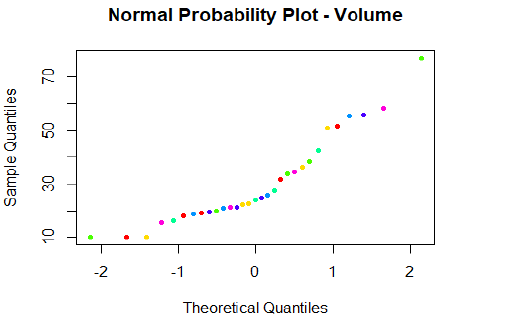 Normal Probability Plot - Volume
Sample Quantiles
70
50
30
10
-2 -1 0 1 2
Theoretical Quantiles